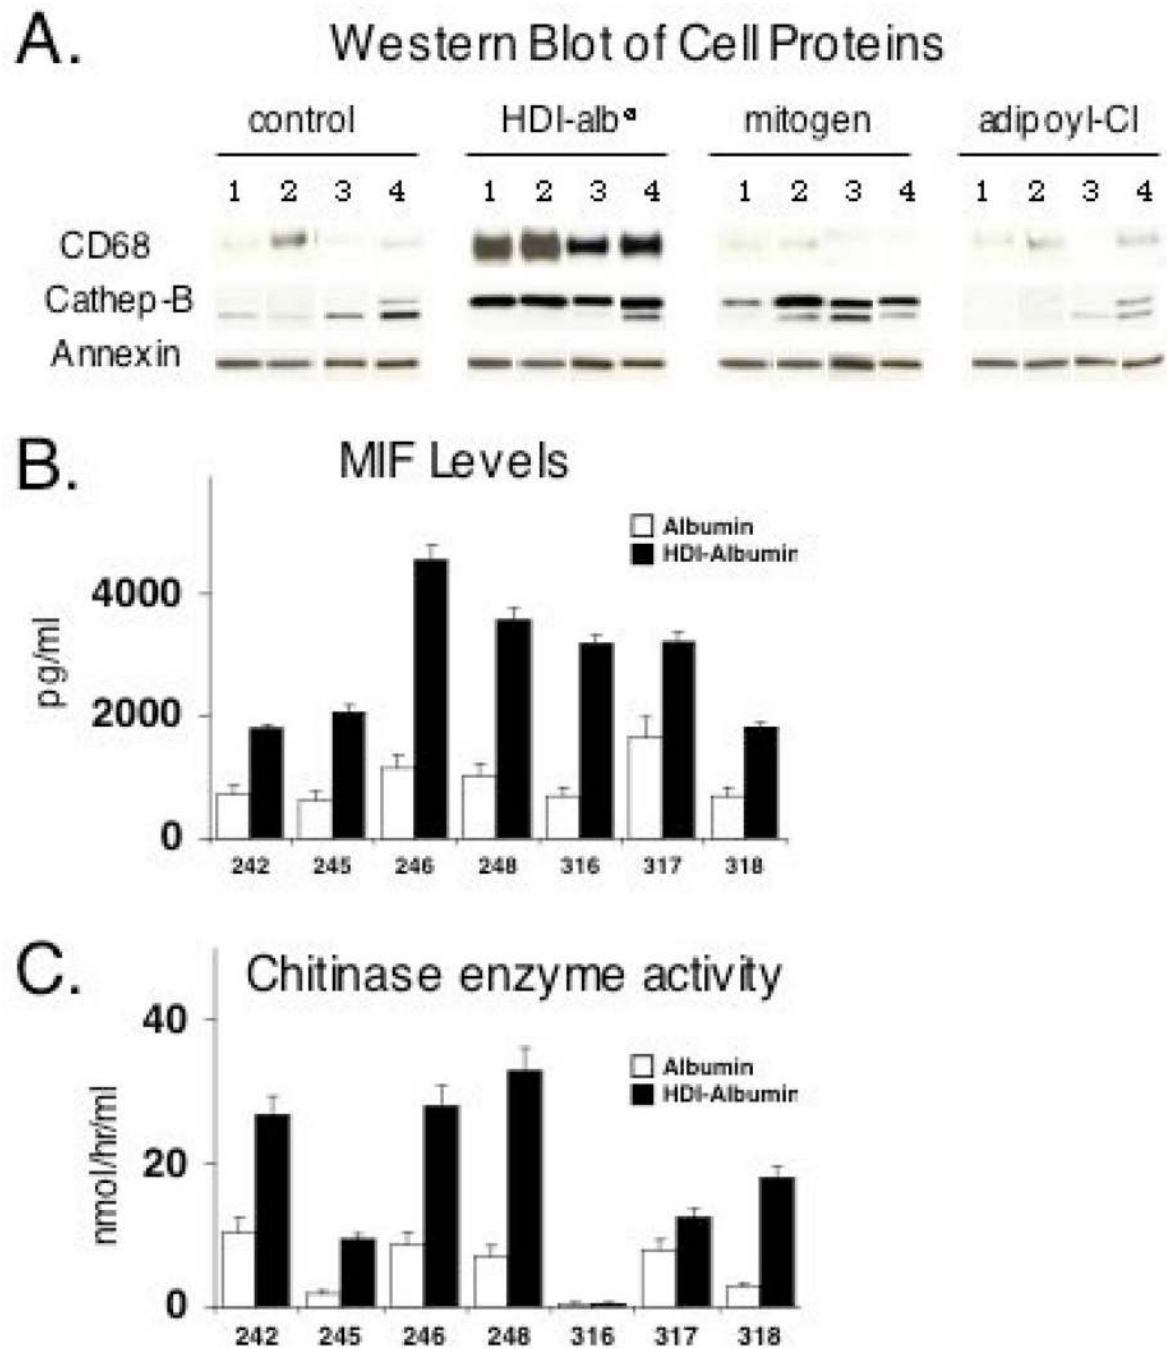 A. Western Blot of Cell Proteins
control HDI-albª mitogen adipoyl-Cl
1 2 3 4 1 2 3 4 1 2 3 4 1 2 3 4
CD68
Cathep-B
Annexin
B. MIF Levels
Albumin
HDI-Albumin
4000
2000
0
pg/ml
242 245 246 248 316 317 318
C. Chitinase enzyme activity
40
Albumin
HDI-Albumin
20
0
nmol/hr/ml
242 245 246 248 316 317 318